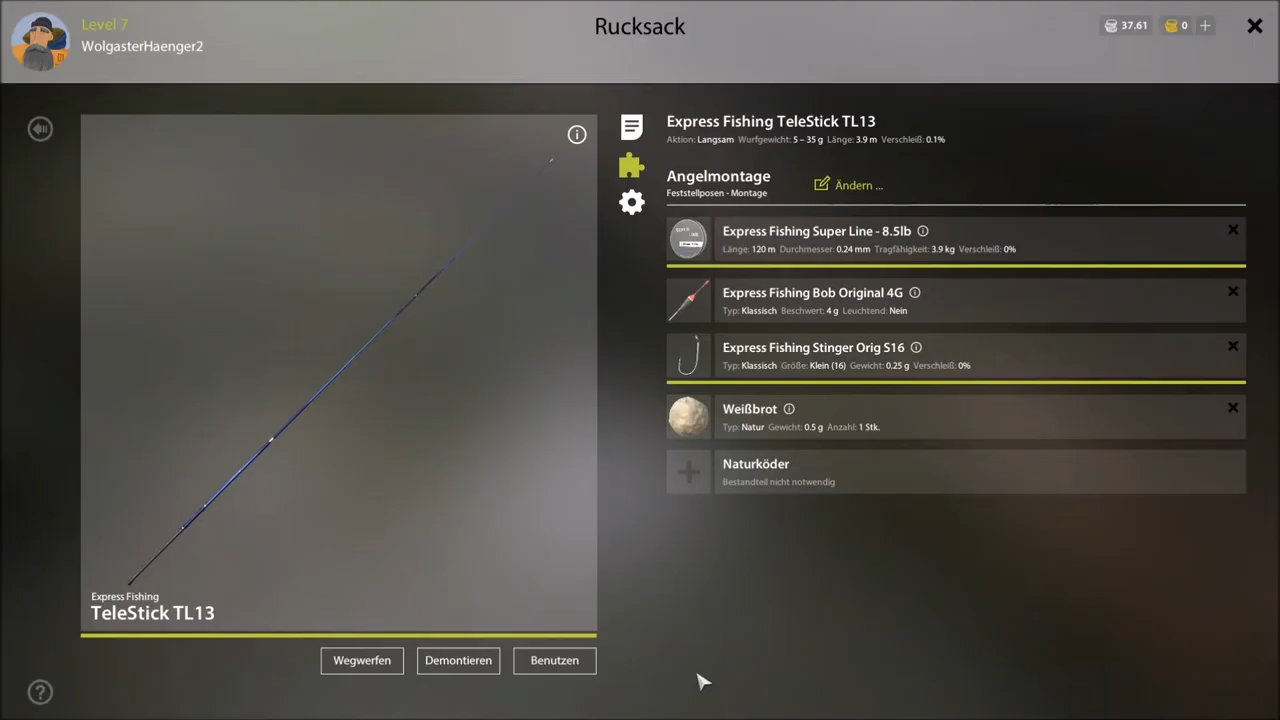 Level 7
WolgasterHaenger2
Rucksack
37.61
0
Express Fishing TeleStick TL13
Aktion: Langsam Wurfgewicht: 5 – 35 g Länge: 3.9 m Verschleiß: 0.1%
Angelmontage
Feststellposen - Montage
Ändern ...
Express Fishing Super Line - 8.5lb
Länge: 120 m Durchmesser: 0.24 mm Tragfähigkeit: 3.9 kg Verschleiß: 0%
Express Fishing Bob Original 4G
Typ: Klassisch Beschwert: 4 g Leuchtend: Nein
Express Fishing Stinger Orig S16
Typ: Klassisch Größe: Klein (16) Gewicht: 0.25 g Verschleiß: 0%
Weißbrot
Typ: Natur Gewicht: 0.5 g Anzahl: 1 Stk.
Naturköder
Bestandteil nicht notwendig
Express Fishing
TeleStick TL13
Wegwerfen
Demontieren
Benutzen